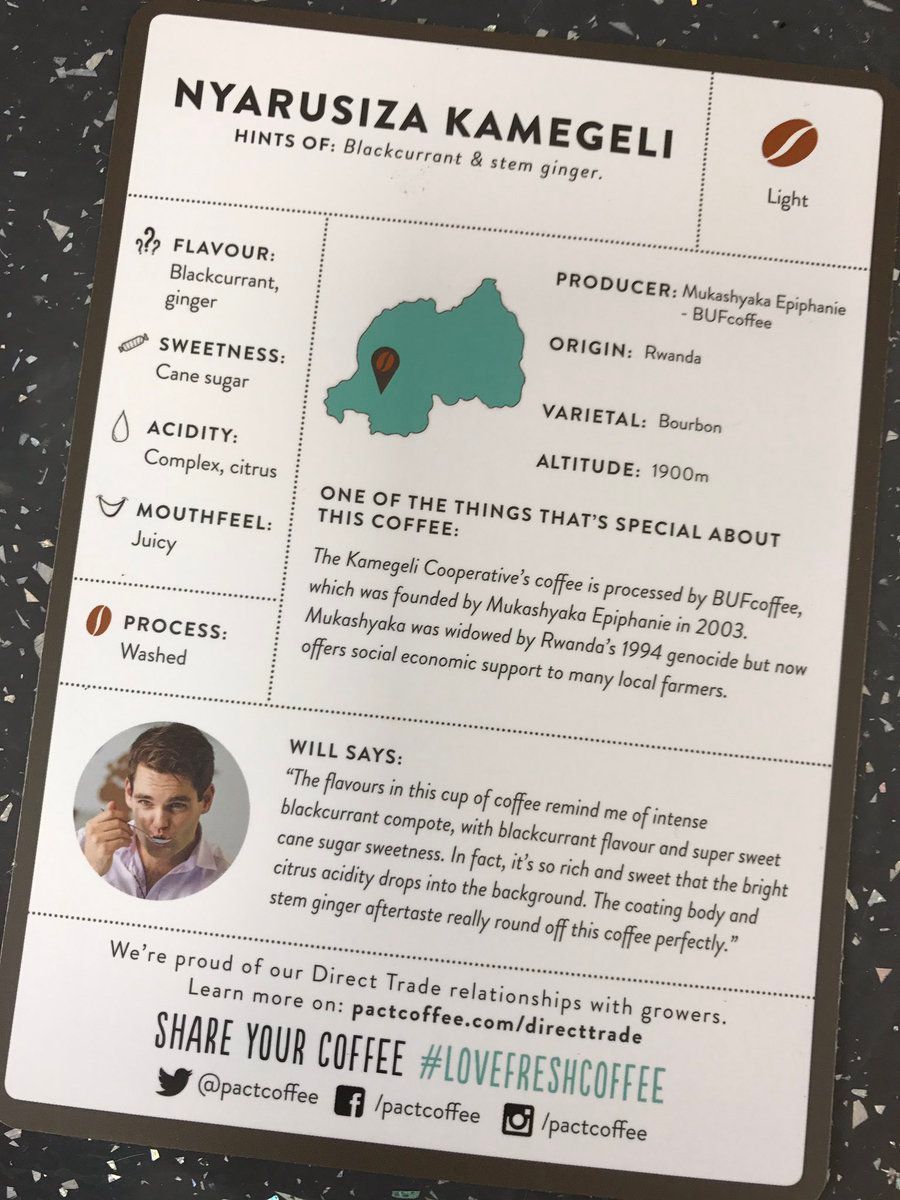 NYARUSIZA KAMEGELI
HINTS OF: Blackcurrant & stem ginger.
Light
FLAVOUR:
Blackcurrant,
ginger
SWEETNESS:
Cane sugar
ACIDITY:
Complex, citrus
MOUTHFEEL:
Juicy
PROCESS:
Washed
PRODUCER: Mukashyaka Epiphanie
- BUFcoffee
ORIGIN: Rwanda
VARIETAL: Bourbon
ALTITUDE: 1900m
ONE OF THE THINGS THAT'S SPECIAL ABOUT
THIS COFFEE:
The Kamegeli Cooperative's coffee is processed by BUFcoffee,
which was founded by Mukashyaka Epiphanie in 2003.
Mukashyaka was widowed by Rwanda's 1994 genocide but now
offers social economic support to many local farmers.
WILL SAYS:
"The flavours in this cup of coffee remind me of intense
blackcurrant compote, with blackcurrant flavour and super sweet
cane sugar sweetness. In fact, it's so rich and sweet that the bright
citrus acidity drops into the background. The coating body and
stem ginger aftertaste really round off this coffee perfectly."
We're proud of our Direct Trade relationships with growers.
Learn more on: pactcoffee.com/directtrade
SHARE YOUR COFFEE #LOVEFRESHCOFFEE
@pactcoffee /pactcoffee /pactcoffee